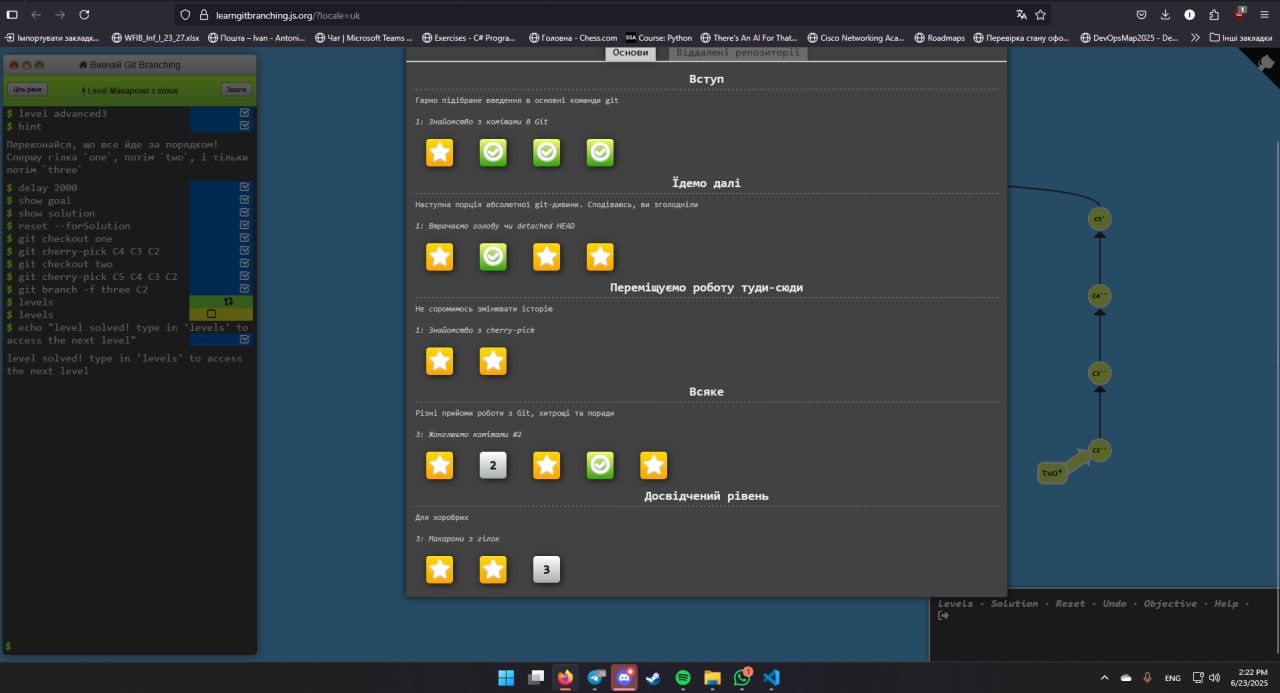 learngitbranching.js.org/?locale=uk
1
Імпортувати закладк...
WFIB_Inf_I_23_27.xlsx
Пошта – Ivan - Antoni...
Чат | Microsoft Teams ...
Exercises - C# Progra...
Головна - Chess.com
Course: Python
There's An AI For That...
Cisco Networking Aca...
Roadmaps
Перевірка стану офо...
DevOpsMap2025 - De...
Інші закладки
Вивчай Git Branching
Ціль рівня
Level Макарони з гілок
Задача
$ level advanced3
$ hint
Переконайся, що все йде за порядком!
Спершу гілка `one`, потім `two`, і тільки
потім `three`
$ delay 2000
$ show goal
$ show solution
$ reset --forSolution
$ git checkout one
$ git cherry-pick C4 C3 C2
$ git checkout two
$ git cherry-pick C5 C4 C3 C2
$ git branch -f three C2
$ levels
$ levels
$ echo "level solved! type in 'levels' to
access the next level"
level solved! type in 'levels' to access
the next level
$
Основи
Віддалені репозиторії
Вступ
Гарно підібране введення в основні команди git
1: Знайомство з комітами в Git
Їдемо далі
Наступна порція абсолютної git-дивини. Сподіваюсь, ви зголодніли
1: Втрачаємо голову чи detached HEAD
Переміщуємо роботу туди-сюди
Не соромимось змінювати історію
1: Знайомство з cherry-pick
Всяке
Різні прийоми роботи з Git, хитрощі та поради
3: Жонглюємо комітами #2
2
Досвідчений рівень
Для хоробрих
3: Макарони з гілок
3
C5'
C4''
C3''
C2''
two*
Levels · Solution · Reset · Undo · Objective · Help ·
1
ENG
2:22 PM
6/23/2025